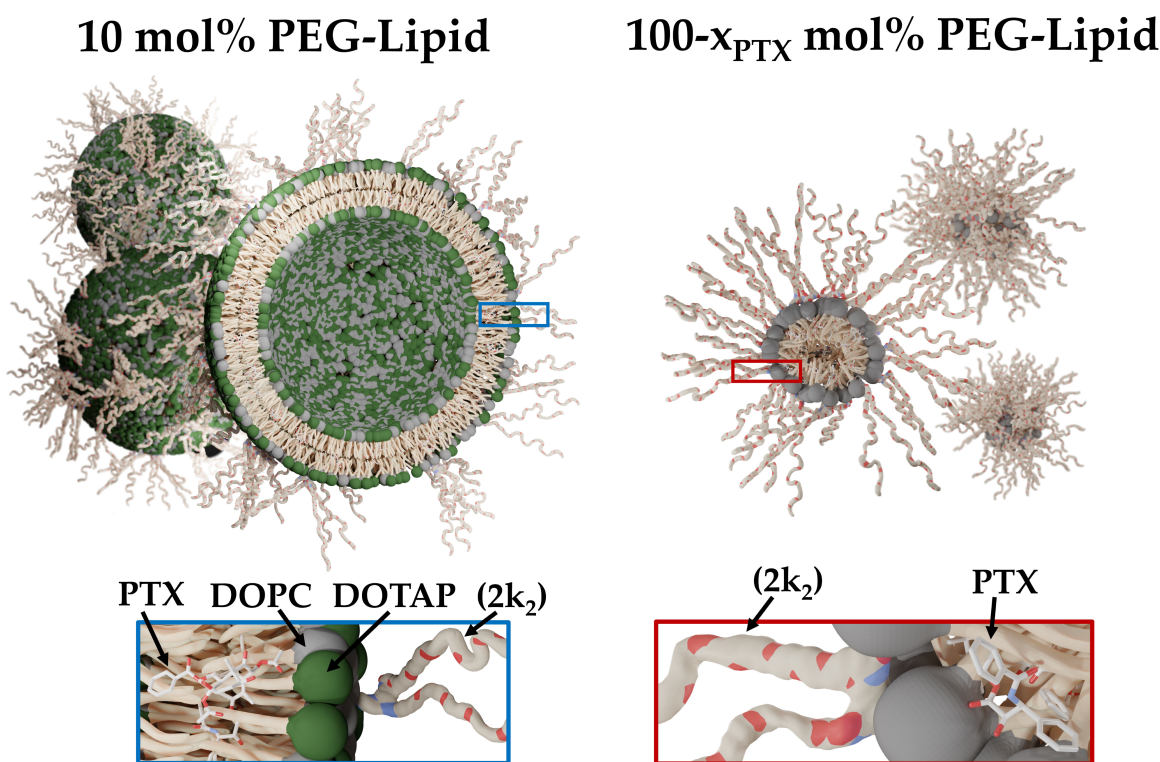 10 mol% PEG-Lipid
100-xPTX mol% PEG-Lipid
PTX DOPC DOTAP (2k₂)
(2k₂) PTX